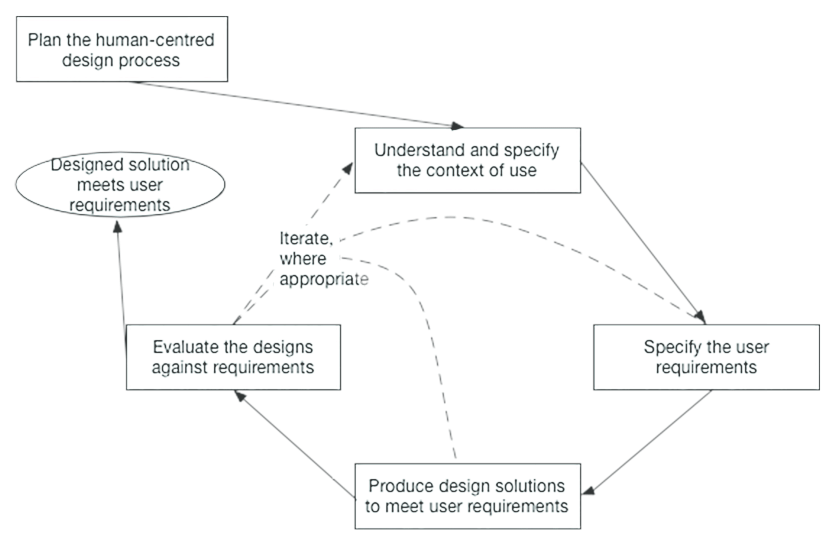 Plan the human-centred
design process
Understand and specify
the context of use
Designed solution
meets user
requirements
Iterate,
where
appropriate
Evaluate the designs
against requirements
Specify the user
requirements
Produce design solutions
to meet user requirements